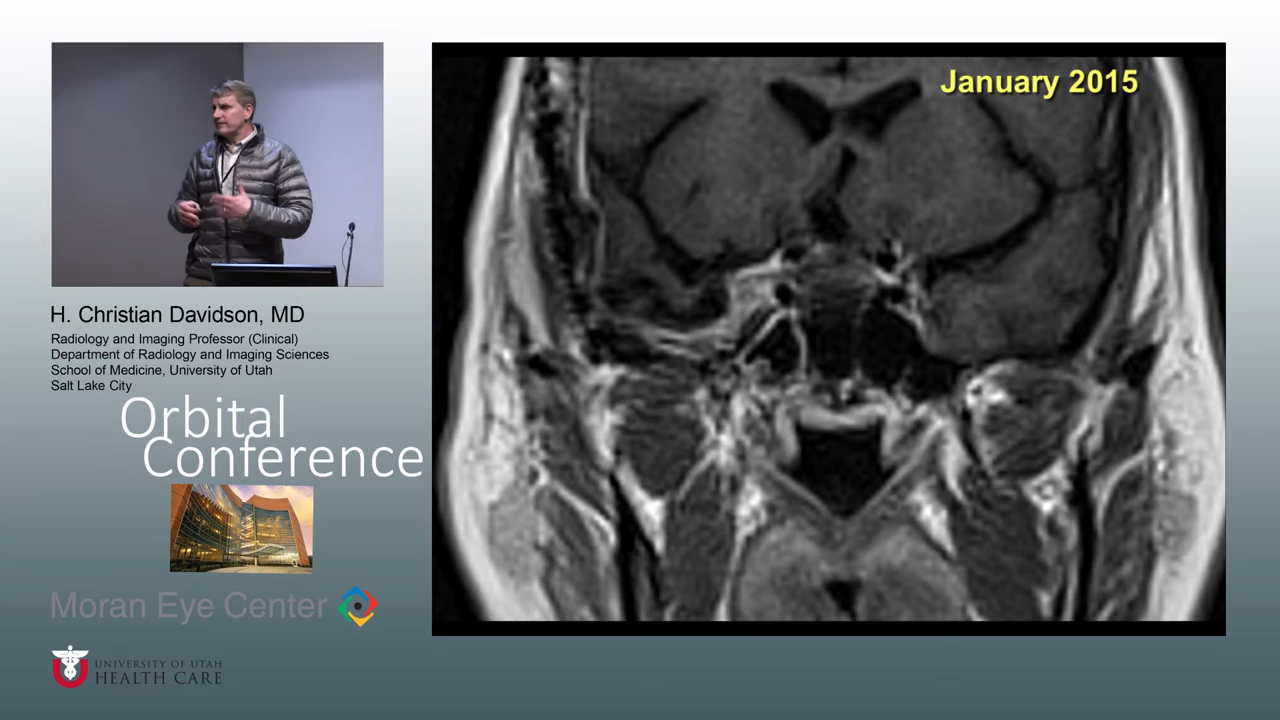 January 2015
H. Christian Davidson, MD
Radiology and Imaging Professor (Clinical)
Department of Radiology and Imaging Sciences
School of Medicine, University of Utah
Salt Lake City
Orbital
Conference
Moran Eye Center
UNIVERSITY OF UTAH
HEALTH CARE